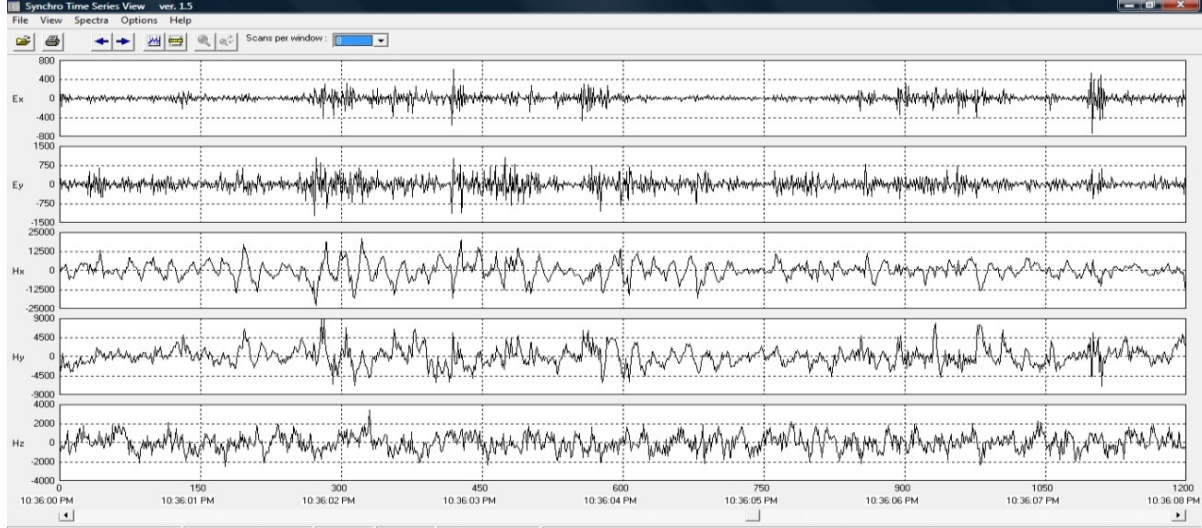 Synchro Time Series View ver. 1.5
File View Spectra Options Help
Scans per window : 8
800
400
Ex 0
-400
-800
1500
750
Ey 0
-750
-1500
25000
12500
Hx 0
-12500
-25000
9000
4500
Hy 0
-4500
-9000
4000
2000
Hz 0
-2000
-4000
0 150 300 450 600 750 900 1050 1200
10:36:00 PM 10:36:01 PM 10:36:02 PM 10:36:03 PM 10:36:04 PM 10:36:05 PM 10:36:06 PM 10:36:07 PM 10:36:08 PM